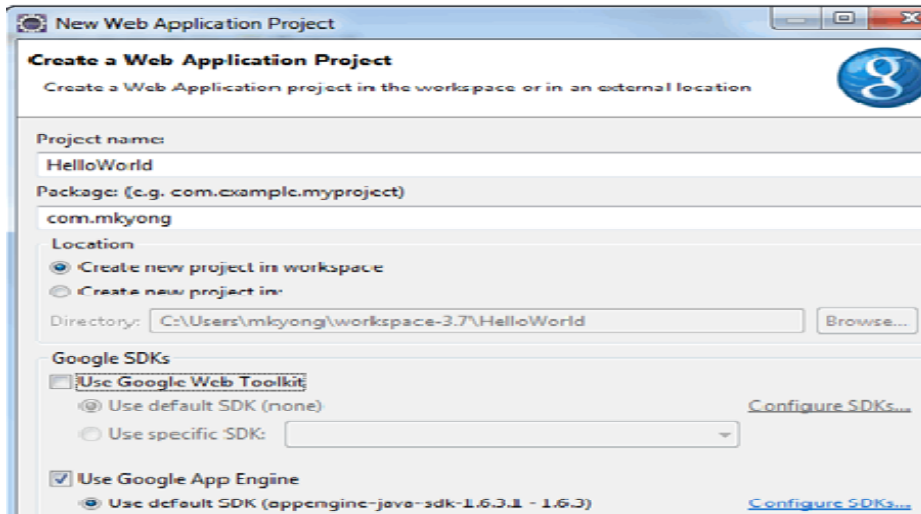 New Web Application Project
Create a Web Application Project
Create a Web Application project in the workspace or in an external location
g
Project name:
HelloWorld
Package: (e.g. com.example.myproject)
com.mkyong
Location
Create new project in workspace
Create new project in:
Directory: C:\Users\mkyong\workspace-3.7\HelloWorld Browse...
Google SDKs
Use Google Web Toolkit
Use default SDK (none) Configure SDKs...
Use specific SDK:
Use Google App Engine
Use default SDK (appengine-java-sdk-1.6.3.1 - 1.6.3) Configure SDKs...